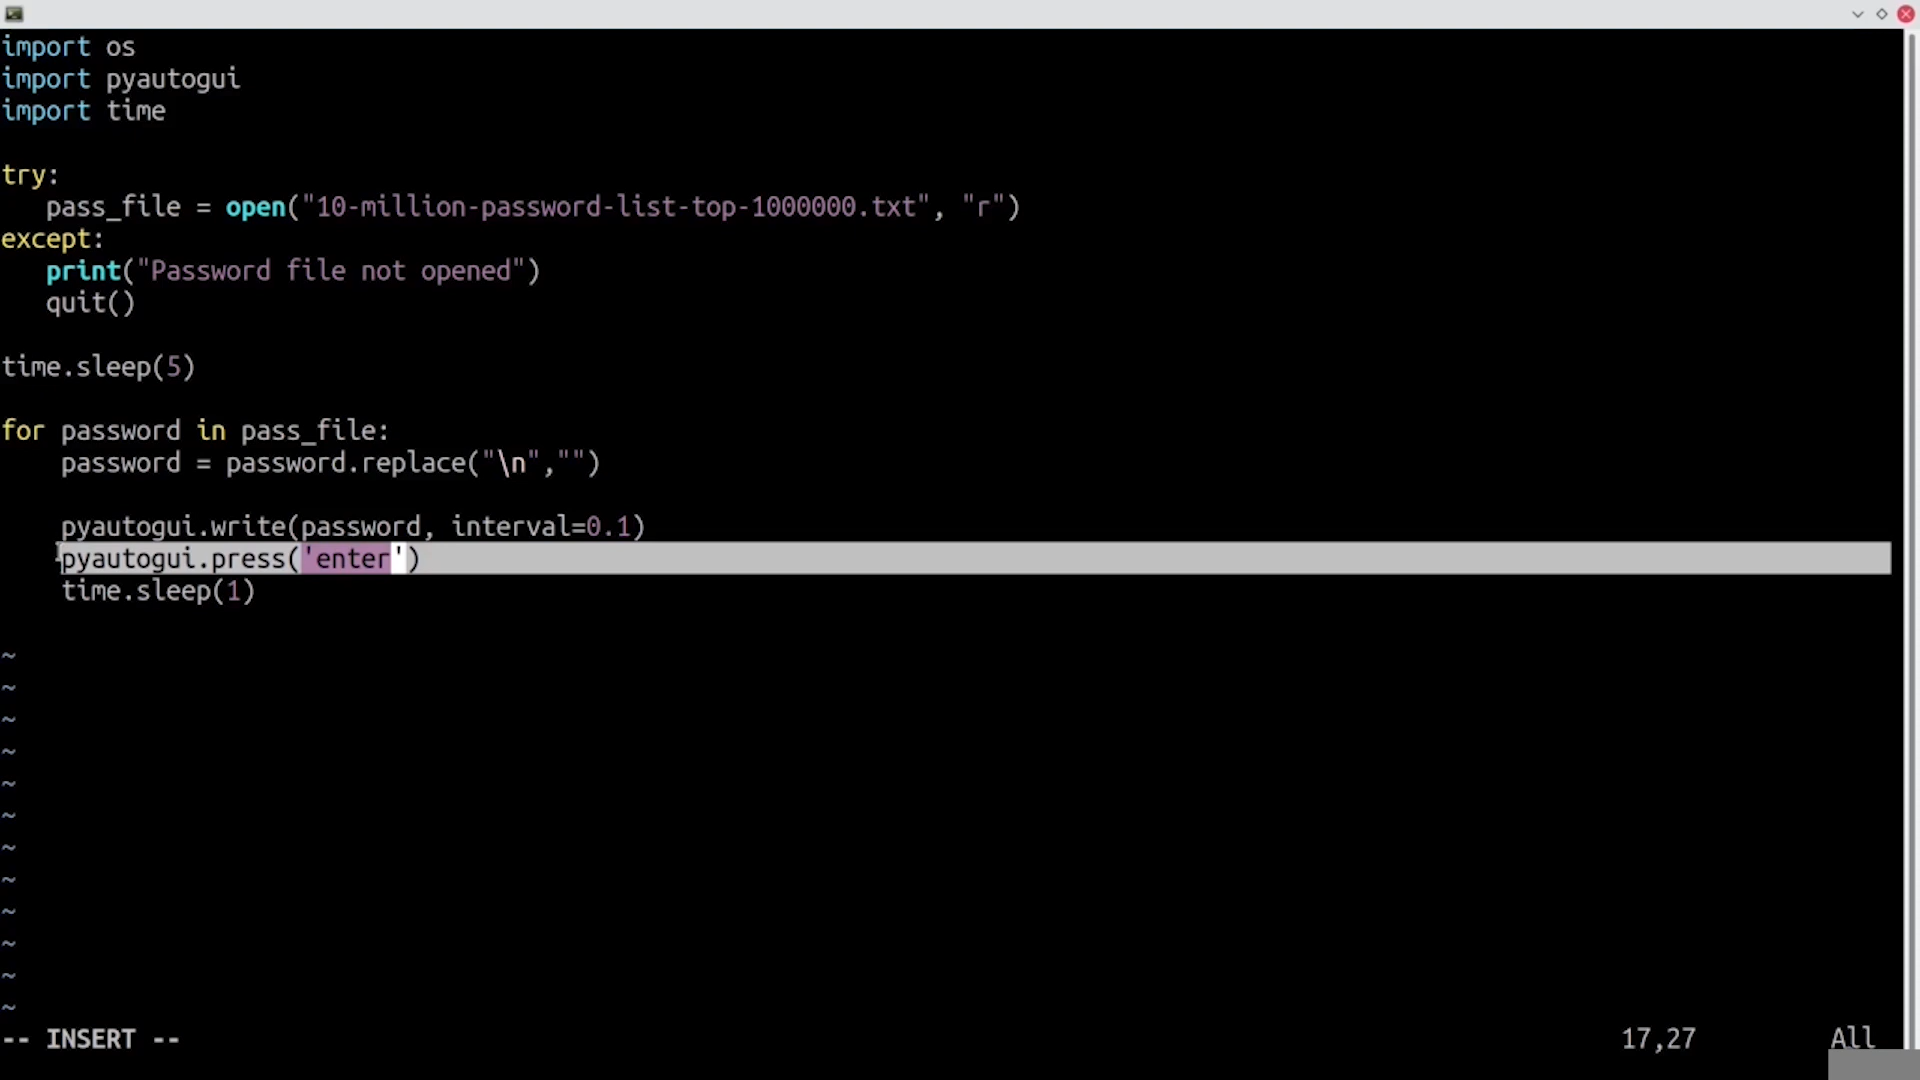 import os
import pyautogui
import time
try:
   pass_file = open("10-million-password-list-top-1000000.txt", "r")
except:
   print("Password file not opened")
   quit()
time.sleep(5)
for password in pass_file:
    password = password.replace("\n","")
    pyautogui.write(password, interval=0.1)
    pyautogui.press('enter')
    time.sleep(1)
~
~
~
~
~
~
~
~
~
~
~
~
-- INSERT -- 17,27 All